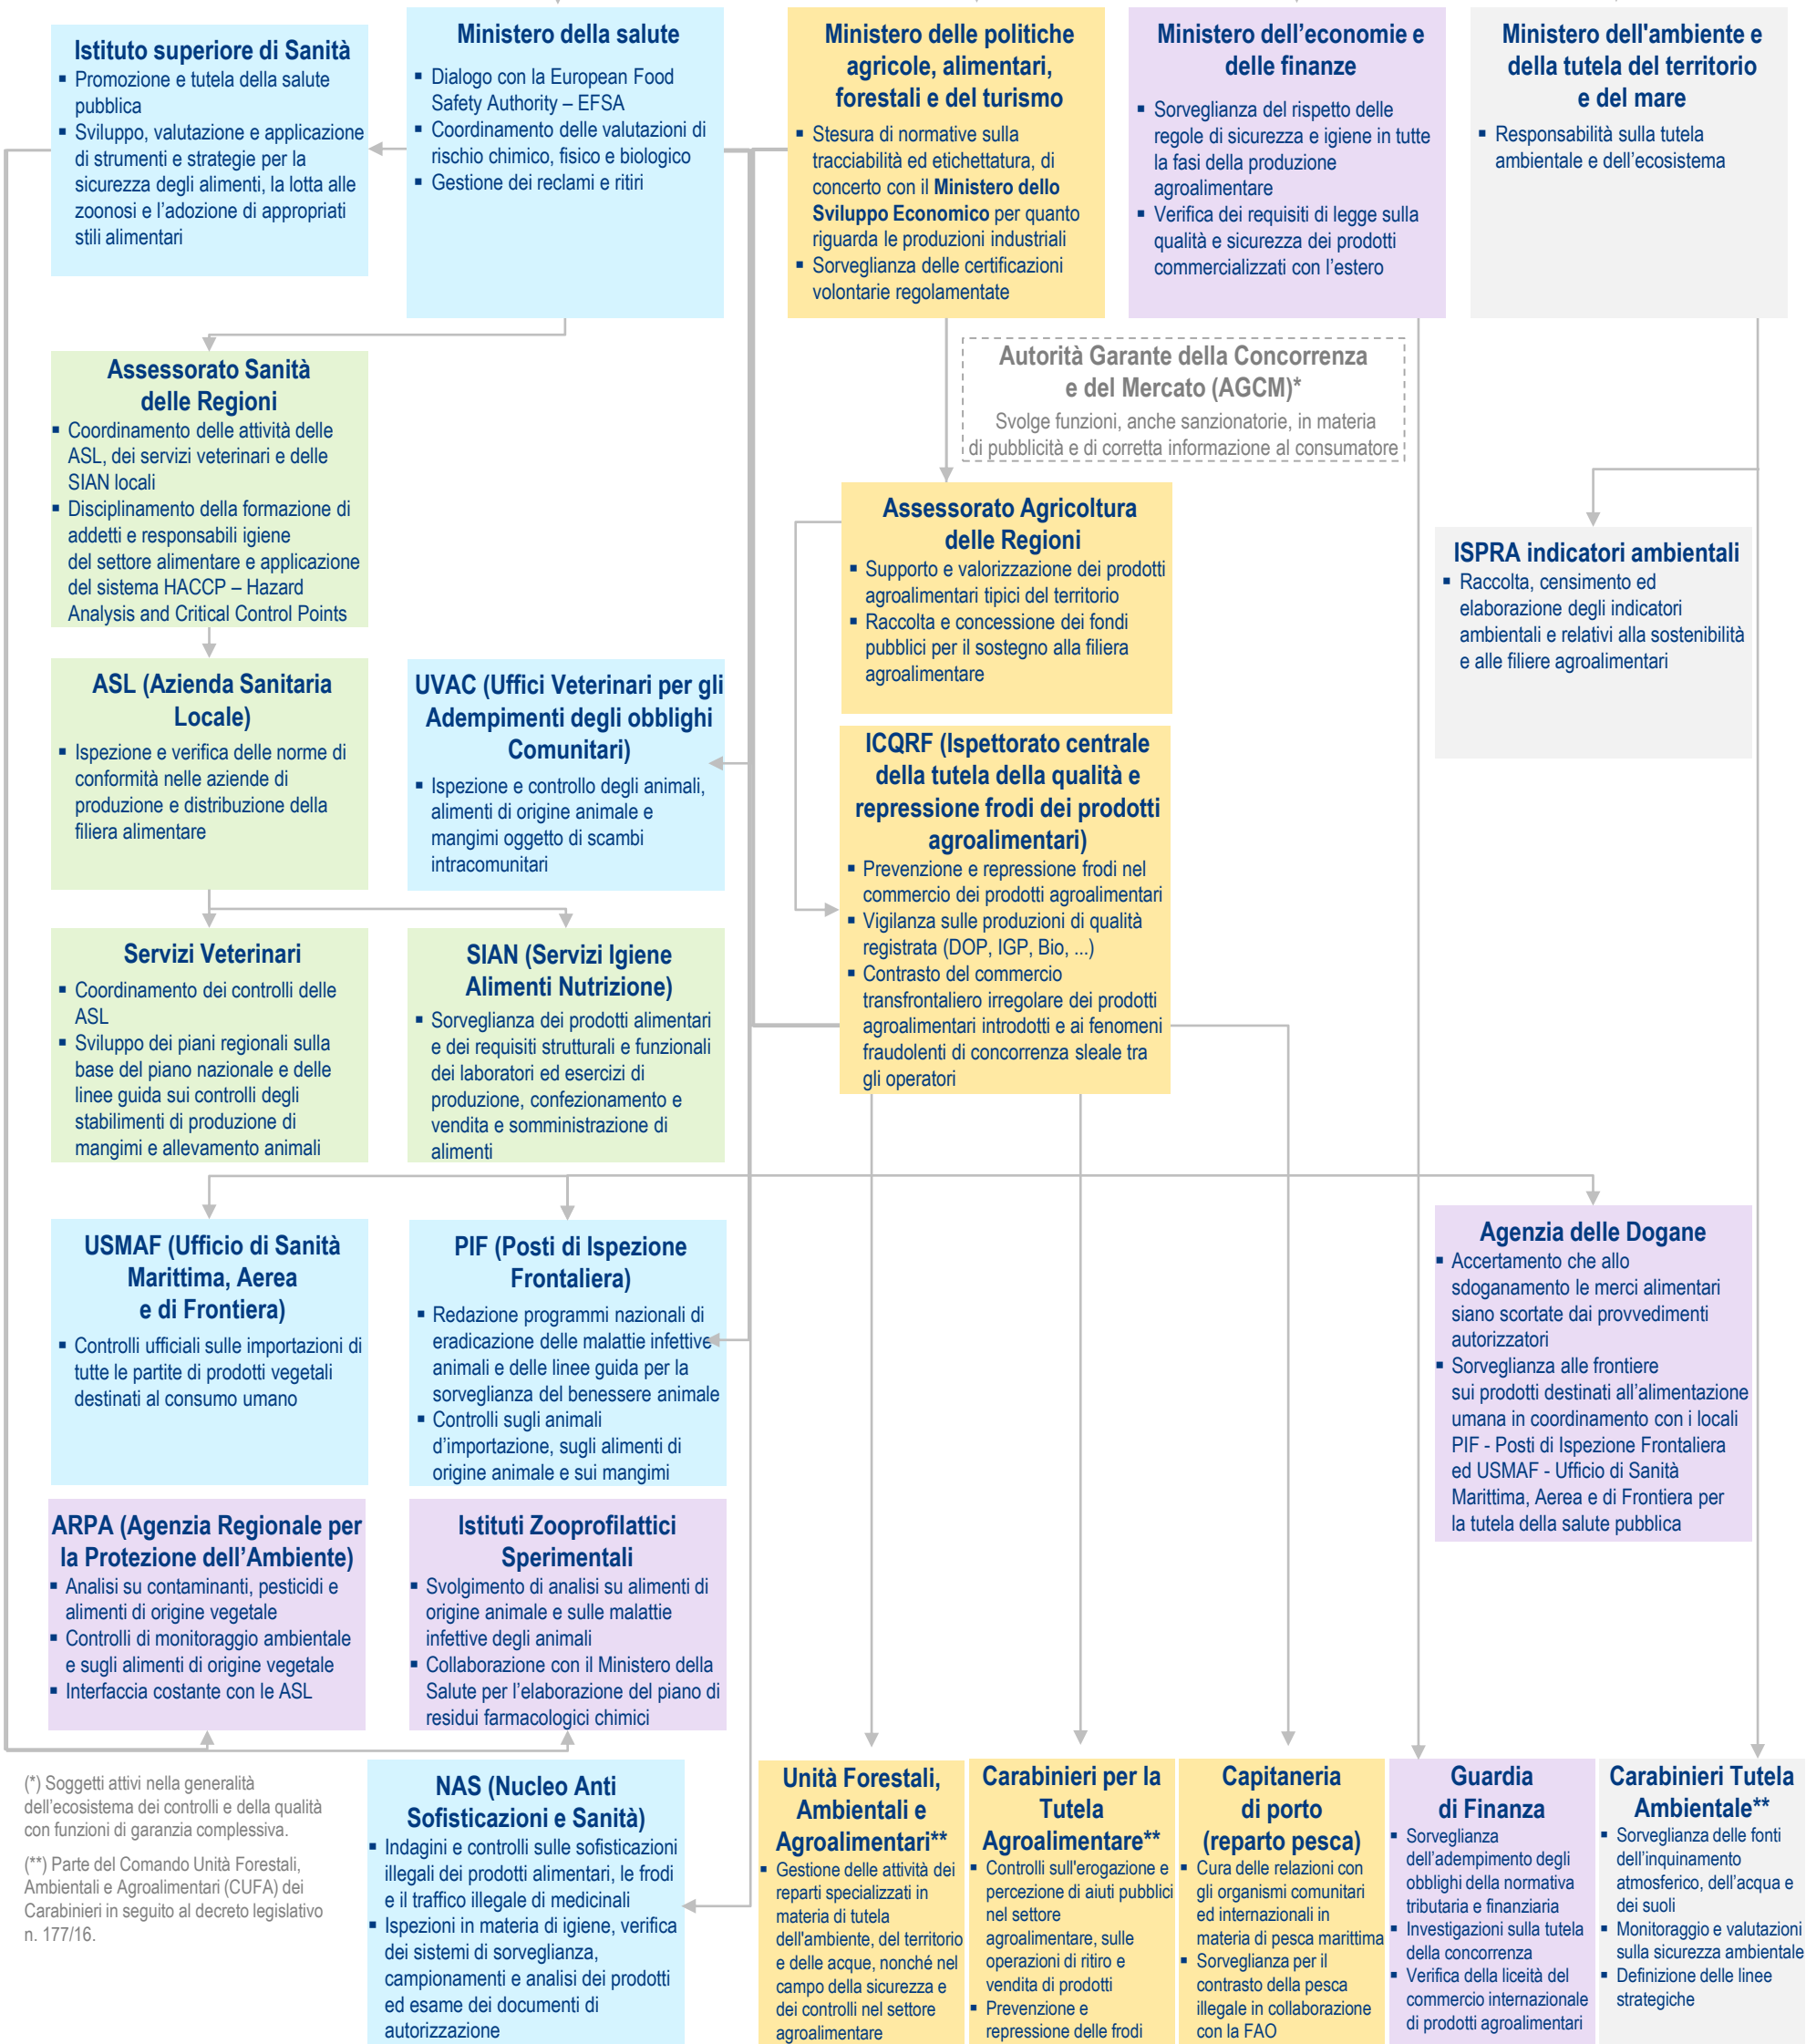 Istituto superiore di Sanità
▪ Promozione e tutela della salute
pubblica
▪ Sviluppo, valutazione e applicazione
di strumenti e strategie per la
sicurezza degli alimenti, la lotta alle
zoonosi e l'adozione di appropriati
stili alimentari
Ministero della salute
▪ Dialogo con la European Food
Safety Authority – EFSA
▪ Coordinamento delle valutazioni di
rischio chimico, fisico e biologico
▪ Gestione dei reclami e ritiri
Ministero delle politiche
agricole, alimentari,
forestali e del turismo
▪ Stesura di normative sulla
tracciabilità ed etichettatura, di
concerto con il Ministero dello
Sviluppo Economico per quanto
riguarda le produzioni industriali
▪ Sorveglianza delle certificazioni
volontarie regolamentate
Ministero dell'economie e
delle finanze
▪ Sorveglianza del rispetto delle
regole di sicurezza e igiene in tutte
la fasi della produzione
agroalimentare
▪ Verifica dei requisiti di legge sulla
qualità e sicurezza dei prodotti
commercializzati con l'estero
Ministero dell'ambiente e
della tutela del territorio
e del mare
▪ Responsabilità sulla tutela
ambientale e dell'ecosistema
Assessorato Sanità
delle Regioni
▪ Coordinamento delle attività delle
ASL, dei servizi veterinari e delle
SIAN locali
▪ Disciplinamento della formazione di
addetti e responsabili igiene
del settore alimentare e applicazione
del sistema HACCP – Hazard
Analysis and Critical Control Points
Autorità Garante della Concorrenza
e del Mercato (AGCM)*
Svolge funzioni, anche sanzionatorie, in materia
di pubblicità e di corretta informazione al consumatore
Assessorato Agricoltura
delle Regioni
▪ Supporto e valorizzazione dei prodotti
agroalimentari tipici del territorio
▪ Raccolta e concessione dei fondi
pubblici per il sostegno alla filiera
agroalimentare
ISPRA indicatori ambientali
▪ Raccolta, censimento ed
elaborazione degli indicatori
ambientali e relativi alla sostenibilità
e alle filiere agroalimentari
ASL (Azienda Sanitaria
Locale)
▪ Ispezione e verifica delle norme di
conformità nelle aziende di
produzione e distribuzione della
filiera alimentare
UVAC (Uffici Veterinari per gli
Adempimenti degli obblighi
Comunitari)
▪ Ispezione e controllo degli animali,
alimenti di origine animale e
mangimi oggetto di scambi
intracomunitari
ICQRF (Ispettorato centrale
della tutela della qualità e
repressione frodi dei prodotti
agroalimentari)
▪ Prevenzione e repressione frodi nel
commercio dei prodotti agroalimentari
▪ Vigilanza sulle produzioni di qualità
registrata (DOP, IGP, Bio, ...)
▪ Contrasto del commercio
transfrontaliero irregolare dei prodotti
agroalimentari introdotti e ai fenomeni
fraudolenti di concorrenza sleale tra
gli operatori
Servizi Veterinari
▪ Coordinamento dei controlli delle
ASL
▪ Sviluppo dei piani regionali sulla
base del piano nazionale e delle
linee guida sui controlli degli
stabilimenti di produzione di
mangimi e allevamento animali
SIAN (Servizi Igiene
Alimenti Nutrizione)
▪ Sorveglianza dei prodotti alimentari
e dei requisiti strutturali e funzionali
dei laboratori ed esercizi di
produzione, confezionamento e
vendita e somministrazione di
alimenti
USMAF (Ufficio di Sanità
Marittima, Aerea
e di Frontiera)
▪ Controlli ufficiali sulle importazioni di
tutte le partite di prodotti vegetali
destinati al consumo umano
PIF (Posti di Ispezione
Frontaliera)
▪ Redazione programmi nazionali di
eradicazione delle malattie infettive
animali e delle linee guida per la
sorveglianza del benessere animale
▪ Controlli sugli animali
d'importazione, sugli alimenti di
origine animale e sui mangimi
Agenzia delle Dogane
▪ Accertamento che allo
sdoganamento le merci alimentari
siano scortate dai provvedimenti
autorizzatori
▪ Sorveglianza alle frontiere
sui prodotti destinati all'alimentazione
umana in coordinamento con i locali
PIF - Posti di Ispezione Frontaliera
ed USMAF - Ufficio di Sanità
Marittima, Aerea e di Frontiera per
la tutela della salute pubblica
ARPA (Agenzia Regionale per
la Protezione dell'Ambiente)
▪ Analisi su contaminanti, pesticidi e
alimenti di origine vegetale
▪ Controlli di monitoraggio ambientale
e sugli alimenti di origine vegetale
▪ Interfaccia costante con le ASL
Istituti Zooprofilattici
Sperimentali
▪ Svolgimento di analisi su alimenti di
origine animale e sulle malattie
infettive degli animali
▪ Collaborazione con il Ministero della
Salute per l'elaborazione del piano di
residui farmacologici chimici
(*) Soggetti attivi nella generalità
dell'ecosistema dei controlli e della qualità
con funzioni di garanzia complessiva.
(**) Parte del Comando Unità Forestali,
Ambientali e Agroalimentari (CUFA) dei
Carabinieri in seguito al decreto legislativo
n. 177/16.
NAS (Nucleo Anti
Sofisticazioni e Sanità)
▪ Indagini e controlli sulle sofisticazioni
illegali dei prodotti alimentari, le frodi
e il traffico illegale di medicinali
▪ Ispezioni in materia di igiene, verifica
dei sistemi di sorveglianza,
campionamenti e analisi dei prodotti
ed esame dei documenti di
autorizzazione
Unità Forestali,
Ambientali e
Agroalimentari**
▪ Gestione delle attività dei
reparti specializzati in
materia di tutela
dell'ambiente, del territorio
e delle acque, nonché nel
campo della sicurezza e
dei controlli nel settore
agroalimentare
Carabinieri per la
Tutela
Agroalimentare**
▪ Controlli sull'erogazione e
percezione di aiuti pubblici
nel settore
agroalimentare, sulle
operazioni di ritiro e
vendita di prodotti
▪ Prevenzione e
repressione delle frodi
Capitaneria
di porto
(reparto pesca)
▪ Cura delle relazioni con
gli organismi comunitari
ed internazionali in
materia di pesca marittima
▪ Sorveglianza per il
contrasto della pesca
illegale in collaborazione
con la FAO
Guardia
di Finanza
▪ Sorveglianza
dell'adempimento degli
obblighi della normativa
tributaria e finanziaria
▪ Investigazioni sulla tutela
della concorrenza
▪ Verifica della liceità del
commercio internazionale
di prodotti agroalimentari
Carabinieri Tutela
Ambientale**
▪ Sorveglianza delle fonti
dell'inquinamento
atmosferico, dell'acqua e
dei suoli
▪ Monitoraggio e valutazioni
sulla sicurezza ambientale
▪ Definizione delle linee
strategiche